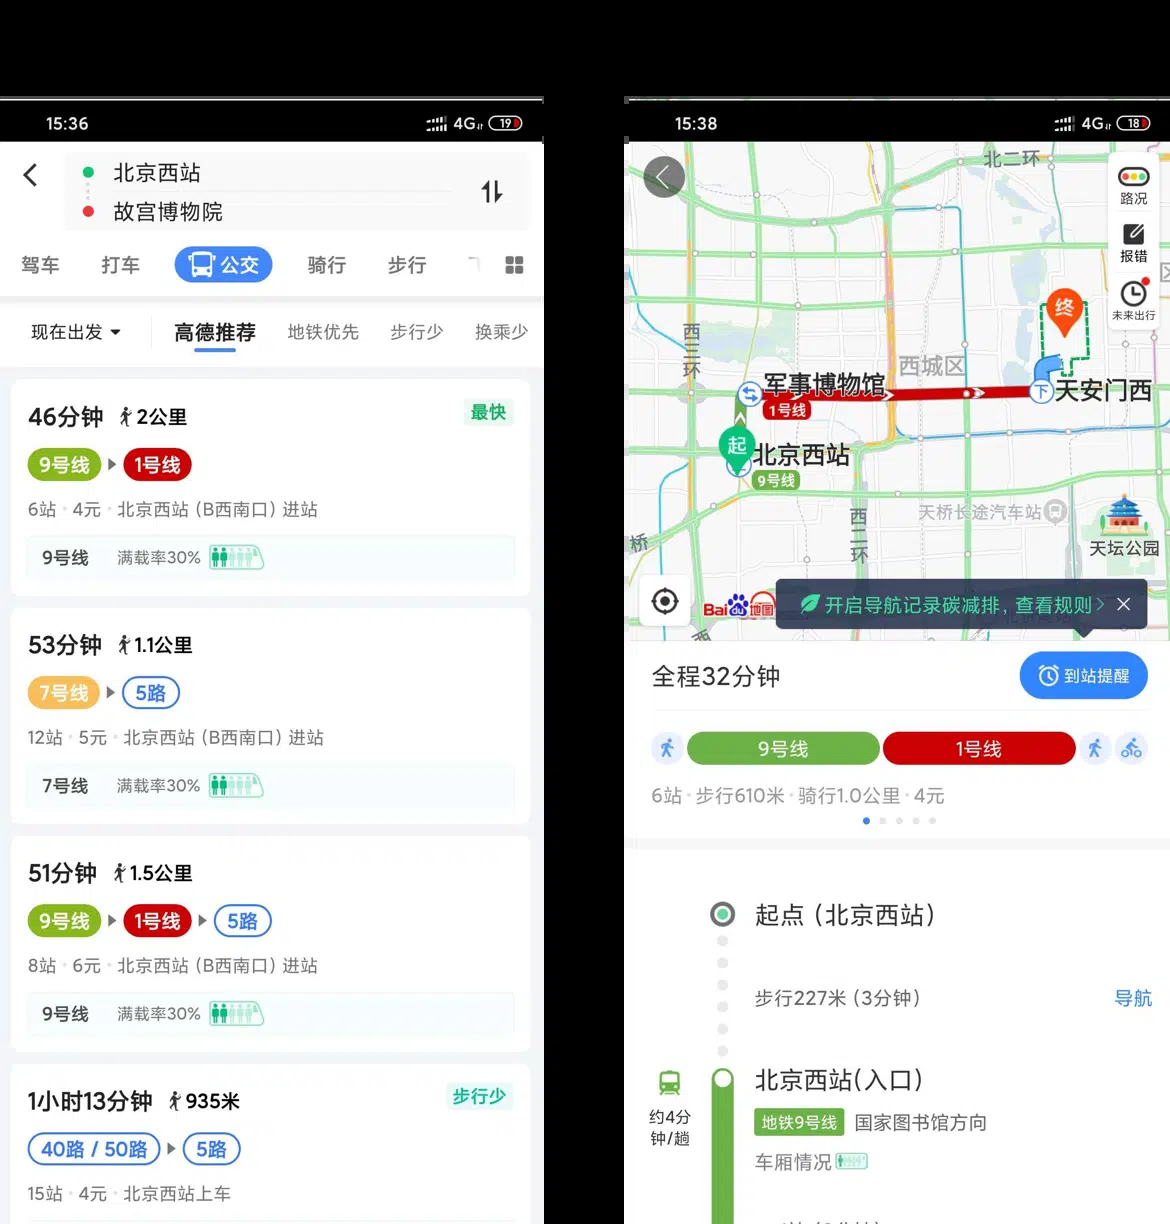 15:36
4G
19
北京西站
故宫博物院
驾车
打车
公交
骑行
步行
现在出发
高德推荐
地铁优先
步行少
换乘少
46分钟
2公里
最快
9号线
1号线
6站·4元·北京西站 (B西南口) 进站
9号线
满载率30%
53分钟
1.1公里
7号线
5路
12站·5元·北京西站 (B西南口) 进站
7号线
满载率30%
51分钟
1.5公里
9号线
1号线
5路
8站·6元·北京西站 (B西南口) 进站
9号线
满载率30%
1小时13分钟
935米
步行少
40路 / 50路
5路
15站·4元·北京西站上车
15:38
4G
18
北二环
路况
报错
未来出行
终
西三环
西城区
军事博物馆
1号线
下
天安门西
起
北京西站
9号线
西二环
天桥长途汽车站
天坛公园
桥
Bai du 地图
开启导航记录碳减排，查看规则
西
全程32分钟
到站提醒
9号线
1号线
6站·步行610米·骑行1.0公里·4元
起点 (北京西站)
步行227米 (3分钟)
导航
北京西站(入口)
约4分钟/趟
地铁9号线
国家图书馆方向
车厢情况